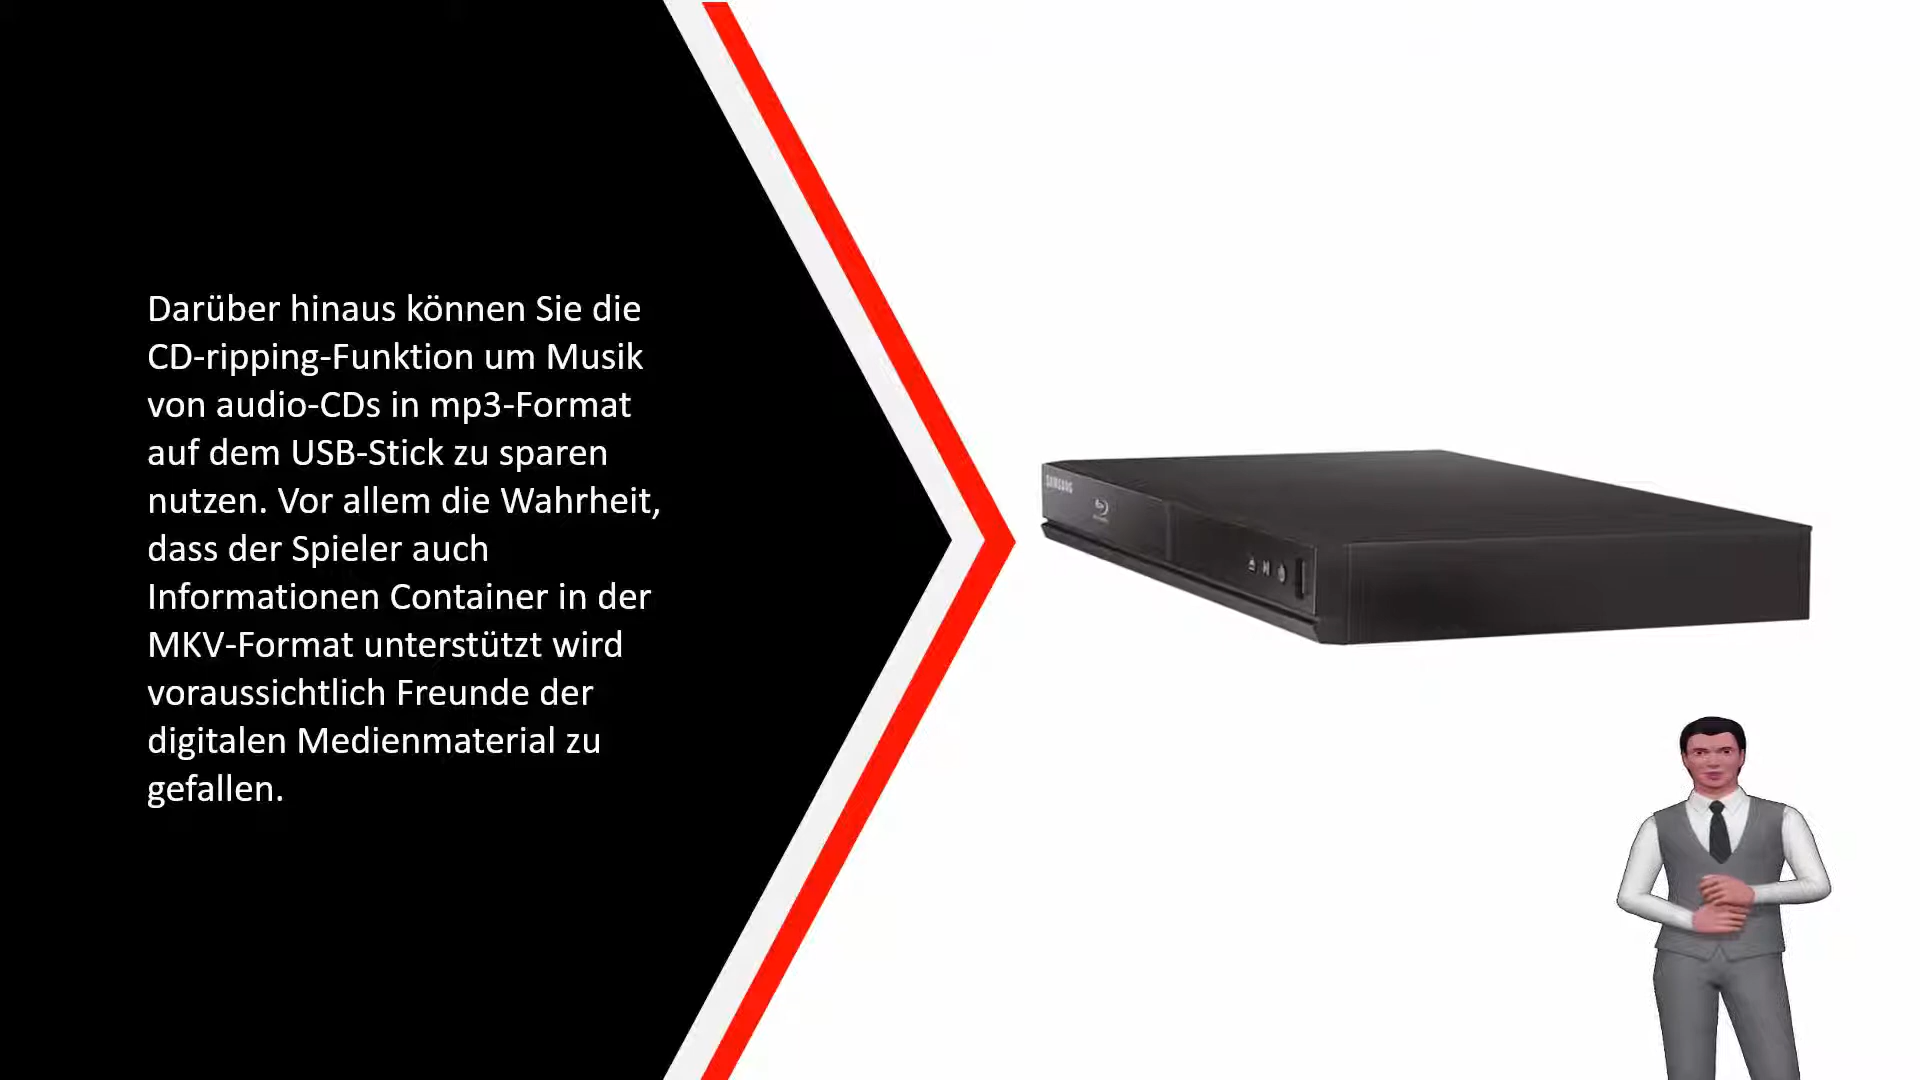 Darüber hinaus können Sie die
CD-ripping-Funktion um Musik
von audio-CDs in mp3-Format
auf dem USB-Stick zu sparen
nutzen. Vor allem die Wahrheit,
dass der Spieler auch
Informationen Container in der
MKV-Format unterstützt wird
voraussichtlich Freunde der
digitalen Medienmaterial zu
gefallen.
SAMSUNG